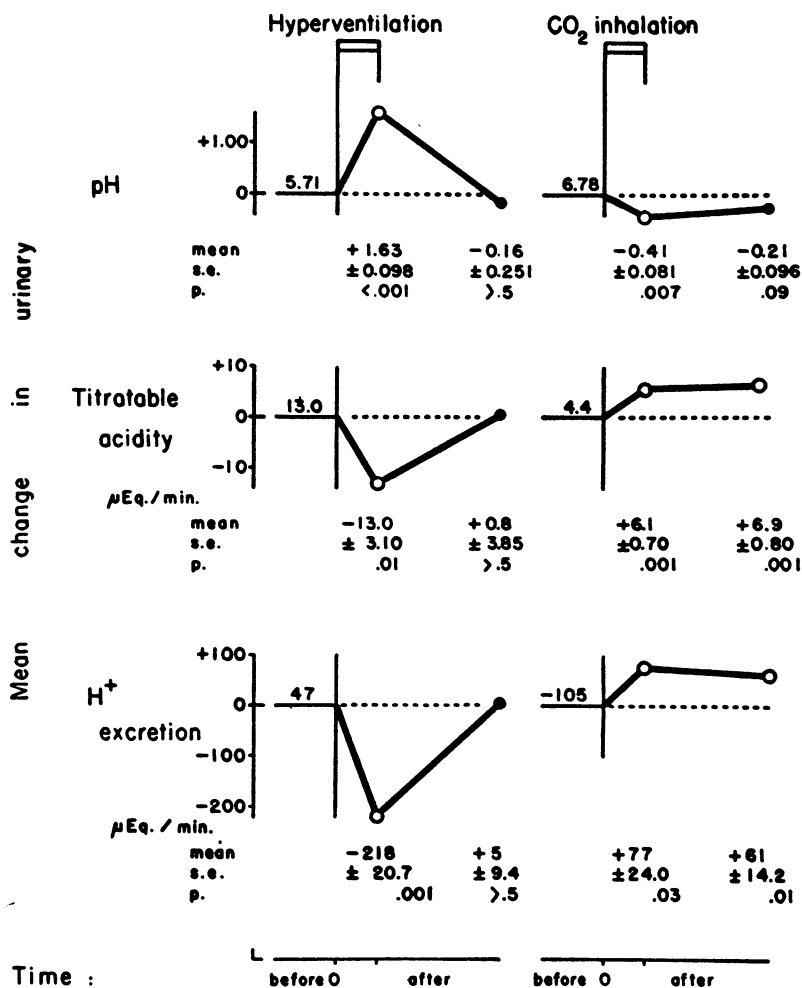 Hyperventilation CO2 inhalation
+1.00
pH 0 5.71 6.78
mean +1.63 -0.16 -0.41 -0.21
s.e. ±0.098 ±0.251 ±0.081 ±0.096
p. <.001 >.5 .007 .09
+10
Titratable 0 13.0 4.4
acidity
-10
μEq./min.
mean -13.0 +0.8 +6.1 +6.9
s.e. ± 3.10 ± 3.85 ±0.70 ±0.80
p. .01 >.5 .001 .001
+100
H+ 0 47 -105
excretion
-100
-200
μEq./min.
mean -218 +5 +77 +61
s.e. ± 20.7 ± 9.4 ±24.0 ±14.2
p. .001 >.5 .03 .01
Time : before 0 after before 0 after
Mean change in urinary